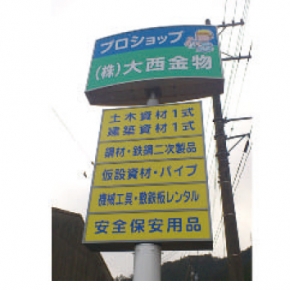 プロショップ
(株)大西金物
土木資材1式
建築資材1式
鋼材・鉄鋼二次製品
仮設資材・パイプ
機械工具・敷鉄板レンタル
安全保安用品